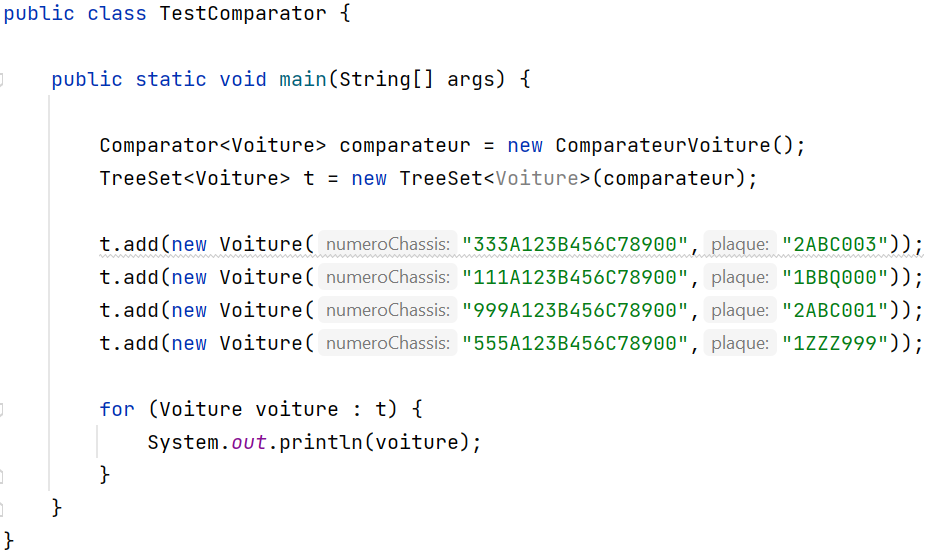 public class TestComparator {
public static void main(String[] args) {
Comparator<Voiture> comparateur = new ComparateurVoiture();
TreeSet<Voiture> t = new TreeSet<Voiture>(comparateur);
t.add(new Voiture( numeroChassis: "333A123B456C78900", plaque: "2ABC003"));
t.add(new Voiture( numeroChassis: "111A123B456C78900", plaque: "1BBQ000"));
t.add(new Voiture( numeroChassis: "999A123B456C78900", plaque: "2ABC001"));
t.add(new Voiture( numeroChassis: "555A123B456C78900", plaque: "1ZZZ999"));
for (Voiture voiture : t) {
System.out.println(voiture);
}
}
}